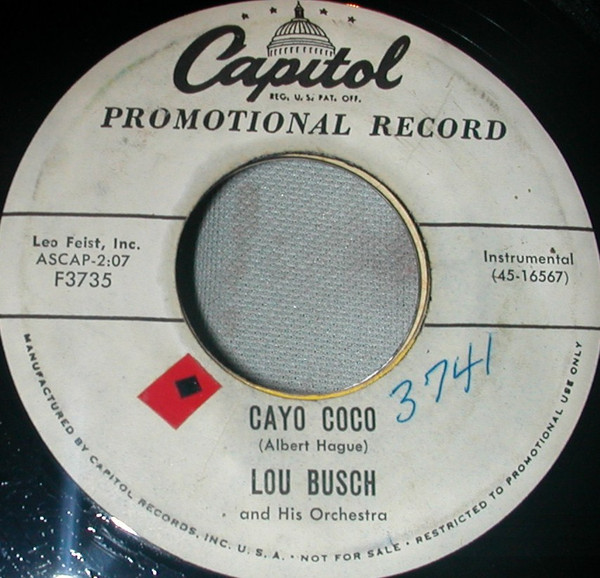 Capitol
REG. U. S. PAT. OFF.
PROMOTIONAL RECORD
Leo Feist, Inc.
ASCAP-2:07
F3735
Instrumental
(45-16567)
3741
CAYO COCO
(Albert Hague)
LOU BUSCH
and His Orchestra
MANUFACTURED BY CAPITOL RECORDS, INC. U. S. A. • NOT FOR SALE • RESTRICTED TO PROMOTIONAL USE ONLY